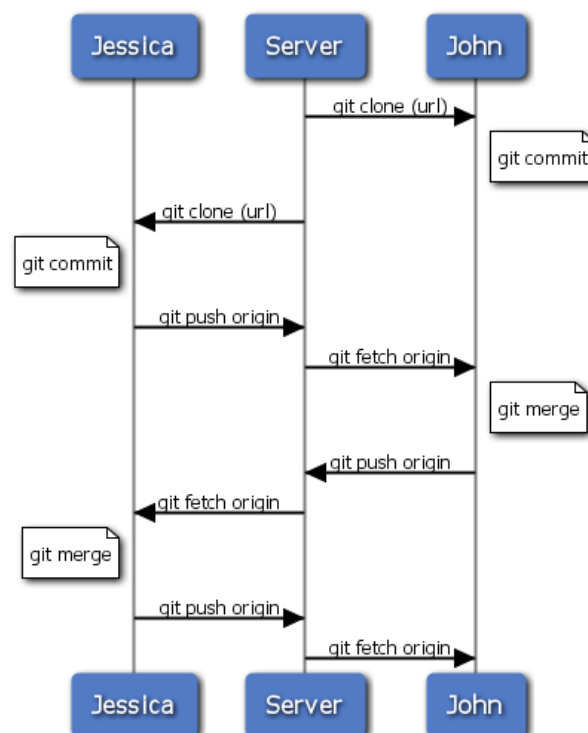 Jessica Server John
git clone (url)
git commit
git clone (url)
git commit
git push origin
git fetch origin
git merge
git push origin
git fetch origin
git merge
git push origin
git fetch origin
Jessica Server John